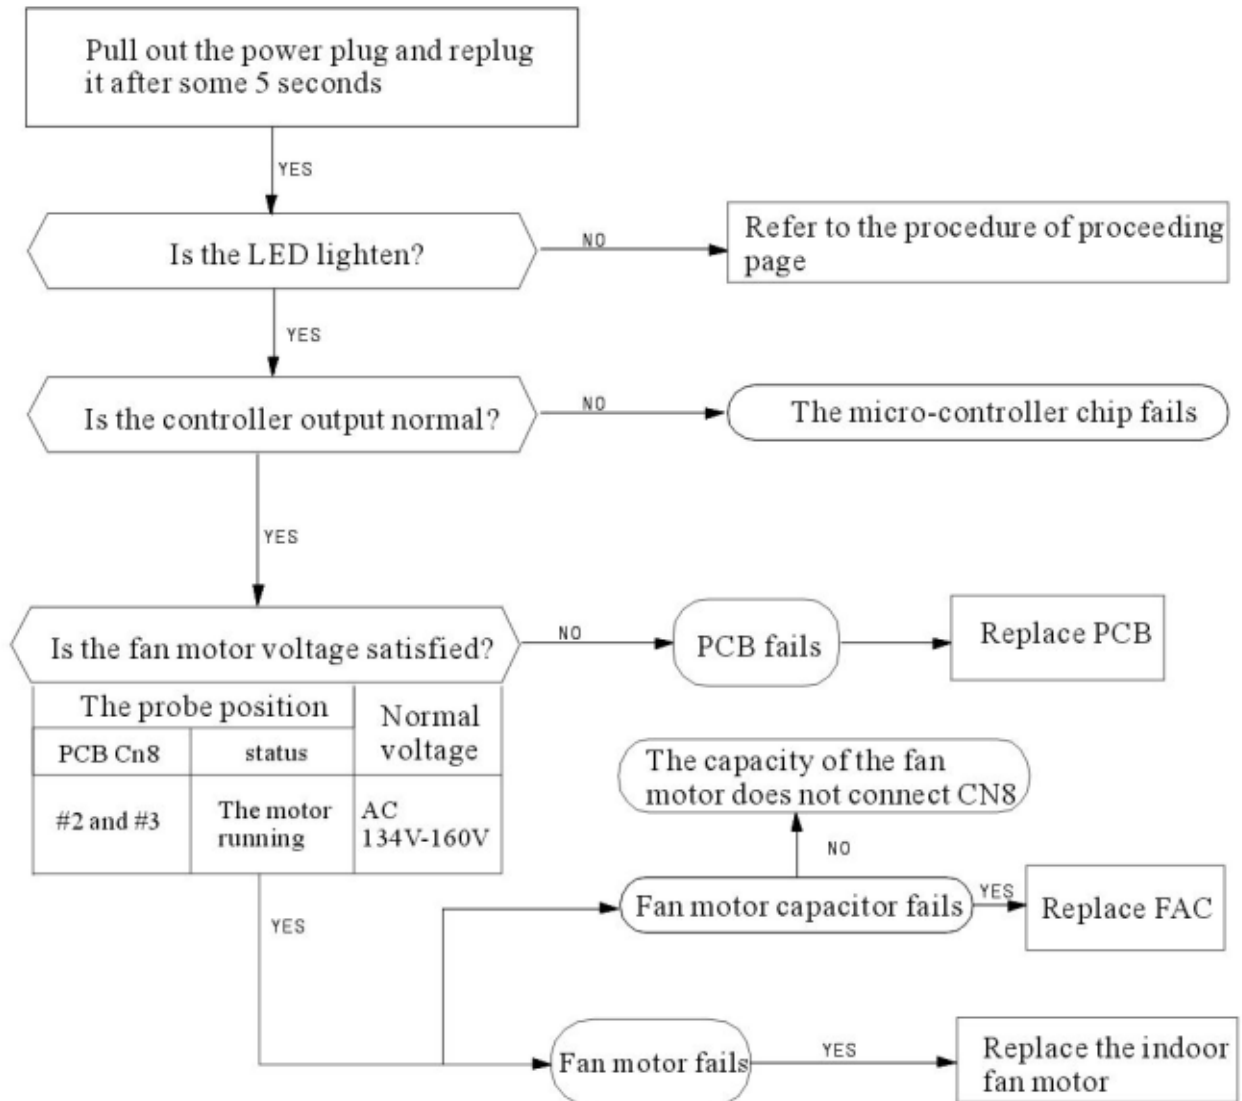 Pull out the power plug and replug
it after some 5 seconds
YES
Is the LED lighten?
NO
Refer to the procedure of proceeding
page
YES
Is the controller output normal?
NO
The micro-controller chip fails
YES
Is the fan motor voltage satisfied?
NO
PCB fails
Replace PCB
The probe position
Normal
voltage
PCB Cn8
status
#2 and #3
The motor
running
AC
134V-160V
The capacity of the fan
motor does not connect CN8
NO
YES
Fan motor capacitor fails
YES
Replace FAC
Fan motor fails
YES
Replace the indoor
fan motor